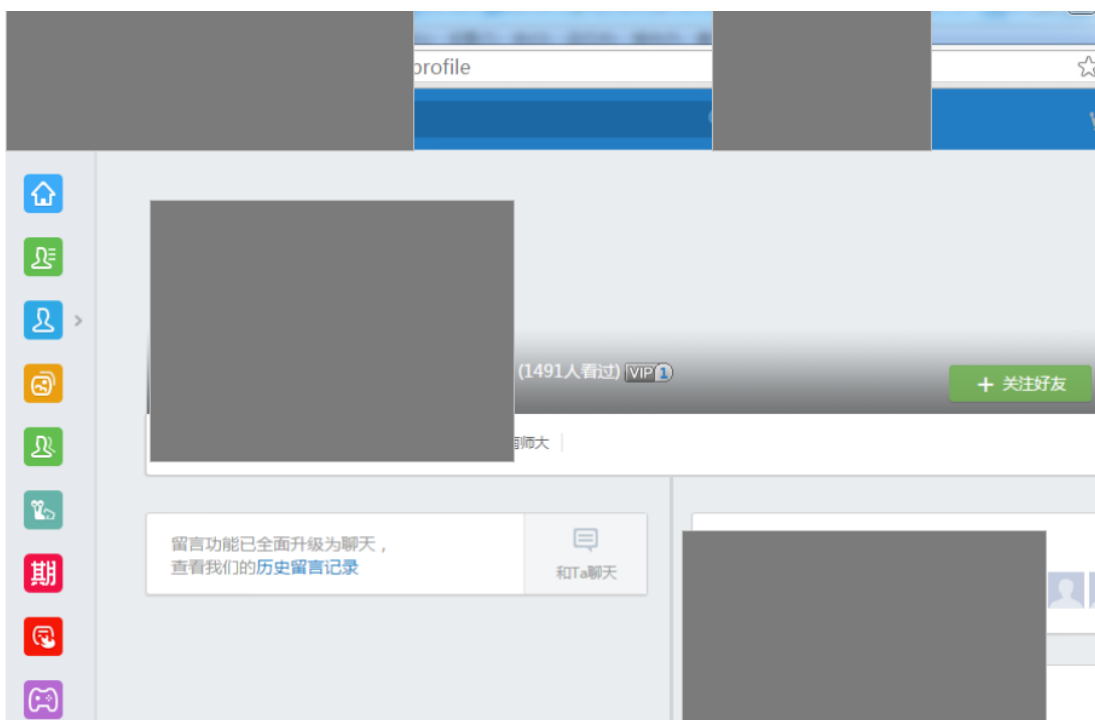 profile
(1491人看过) VIP 1
+ 关注好友
师大
留言功能已全面升级为聊天,
查看我们的历史留言记录
和Ta聊天
期